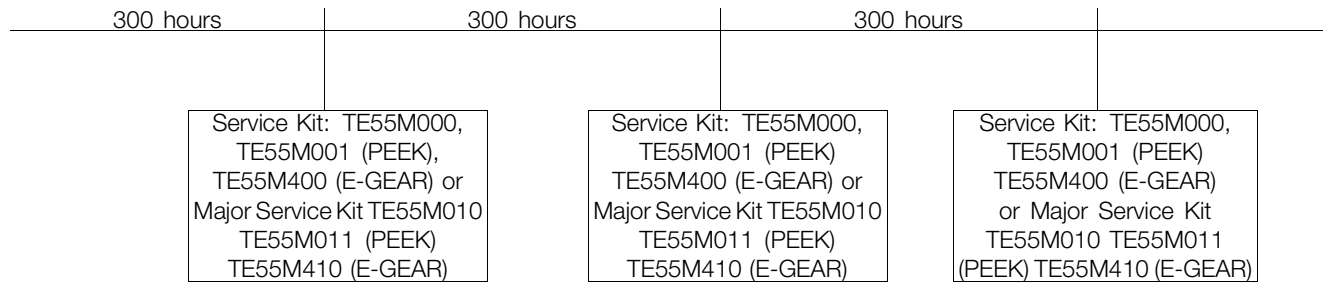 300 hours
300 hours
300 hours
Service Kit: TE55M000,
TE55M001 (PEEK),
TE55M400 (E-GEAR) or
Major Service Kit TE55M010
TE55M011 (PEEK)
TE55M410 (E-GEAR)
Service Kit: TE55M000,
TE55M001 (PEEK)
TE55M400 (E-GEAR) or
Major Service Kit TE55M010
TE55M011 (PEEK)
TE55M410 (E-GEAR)
Service Kit: TE55M000,
TE55M001 (PEEK)
TE55M400 (E-GEAR)
or Major Service Kit
TE55M010 TE55M011
(PEEK) TE55M410 (E-GEAR)